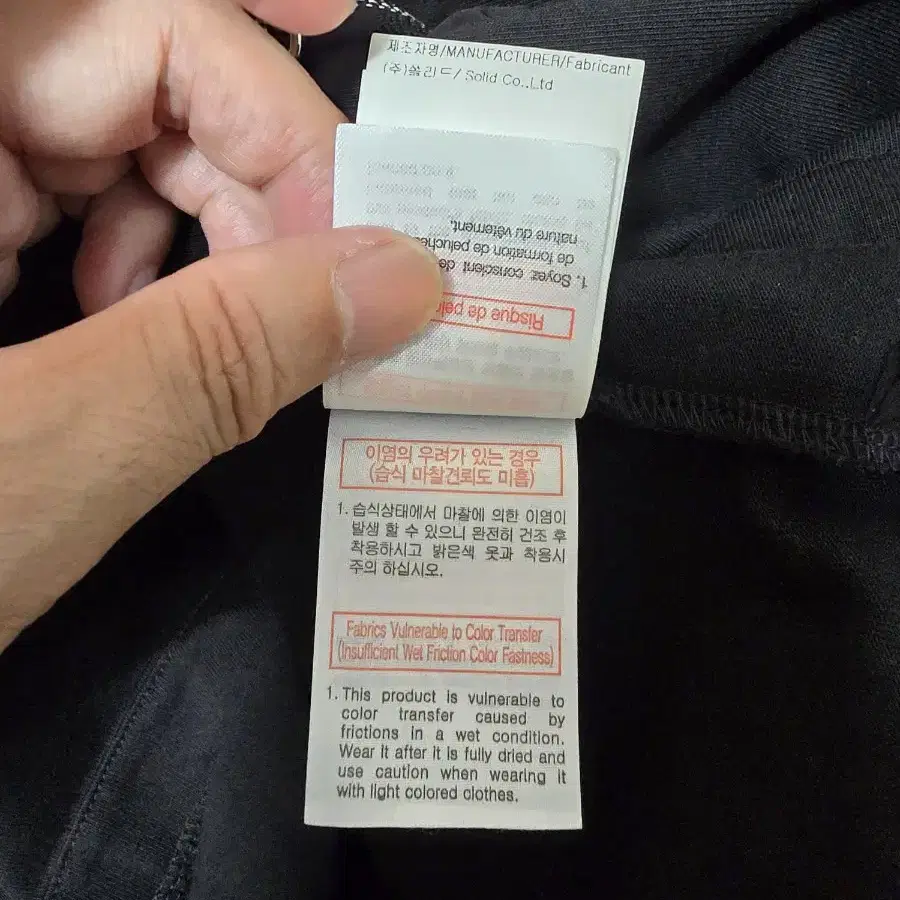 제조자명/MANUFACTURER/Fabricant
(주)쏠리드/ Solid Co.,Ltd
Risque de
1. Soyez conscient
de formation de
nature du vêtement.
이염의 우려가 있는 경우
(습식 마찰견뢰도 미흡)
1. 습식상태에서 마찰에 의한 이염이
발생 할 수 있으니 완전히 건조 후
착용하시고 밝은색 옷과 착용시
주의 하십시오.
Fabrics Vulnerable to Color Transfer
(Insufficient Wet Friction Color Fastness)
1. This product is vulnerable to
color transfer caused by
frictions in a wet condition.
Wear it after it is fully dried and
use caution when wearing it
with light colored clothes.